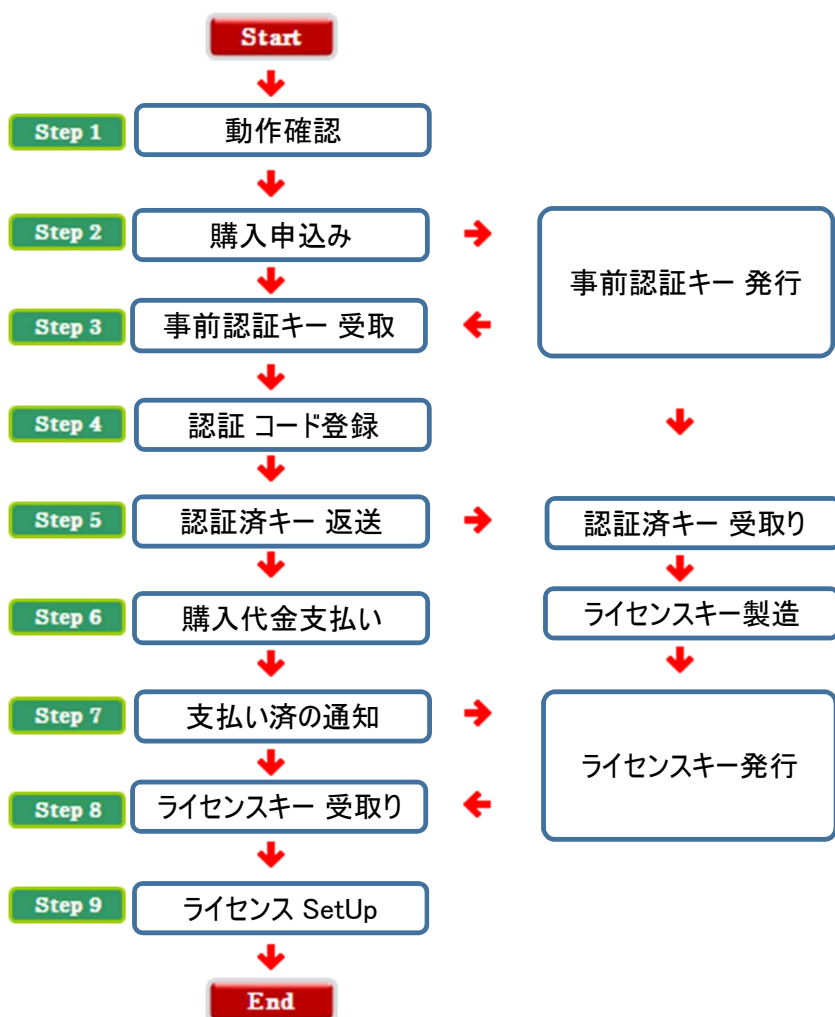 Start
Step 1
動作確認
Step 2
購入申込み
事前認証キー 発行
Step 3
事前認証キー 受取
Step 4
認証 コード登録
Step 5
認証済キー 返送
認証済キー 受取り
Step 6
購入代金支払い
ライセンスキー製造
Step 7
支払い済の通知
ライセンスキー発行
Step 8
ライセンスキー 受取り
Step 9
ライセンス SetUp
End